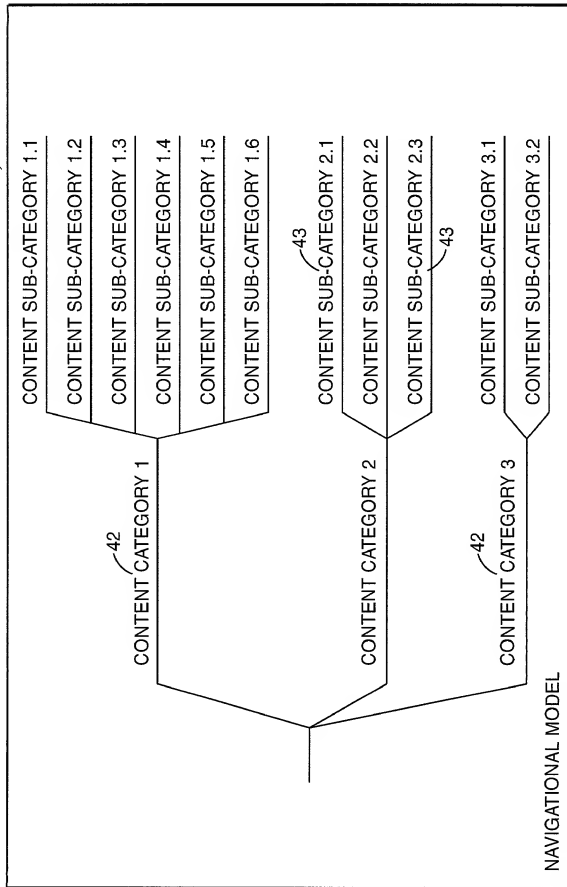 CONTENT SUB-CATEGORY 1.1
CONTENT SUB-CATEGORY 1.2
42
CONTENT CATEGORY 1
CONTENT SUB-CATEGORY 1.3
CONTENT SUB-CATEGORY 1.4
CONTENT SUB-CATEGORY 1.5
CONTENT SUB-CATEGORY 1.6
43
CONTENT SUB-CATEGORY 2.1
CONTENT CATEGORY 2
CONTENT SUB-CATEGORY 2.2
CONTENT SUB-CATEGORY 2.3
43
42
CONTENT CATEGORY 3
CONTENT SUB-CATEGORY 3.1
CONTENT SUB-CATEGORY 3.2
NAVIGATIONAL MODEL